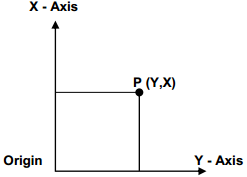 X - Axis
P (Y,X)
Origin
Y - Axis